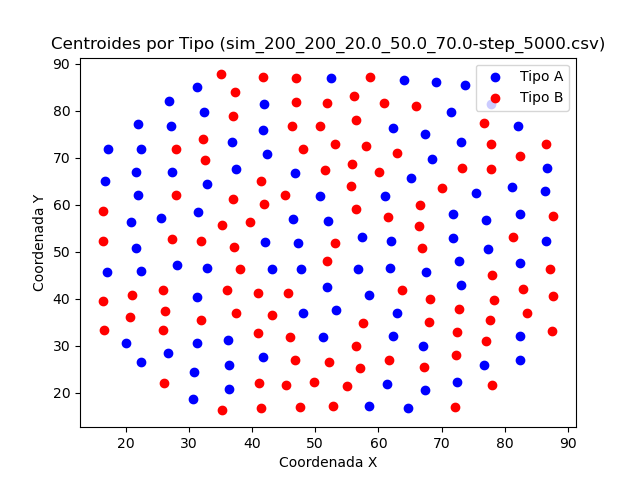 Centroides por Tipo (sim_200_200_20.0_50.0_70.0-step_5000.csv)
90
80
70
60
50
40
30
20
Coordenada Y
Tipo A
Tipo B
20 30 40 50 60 70 80 90
Coordenada X